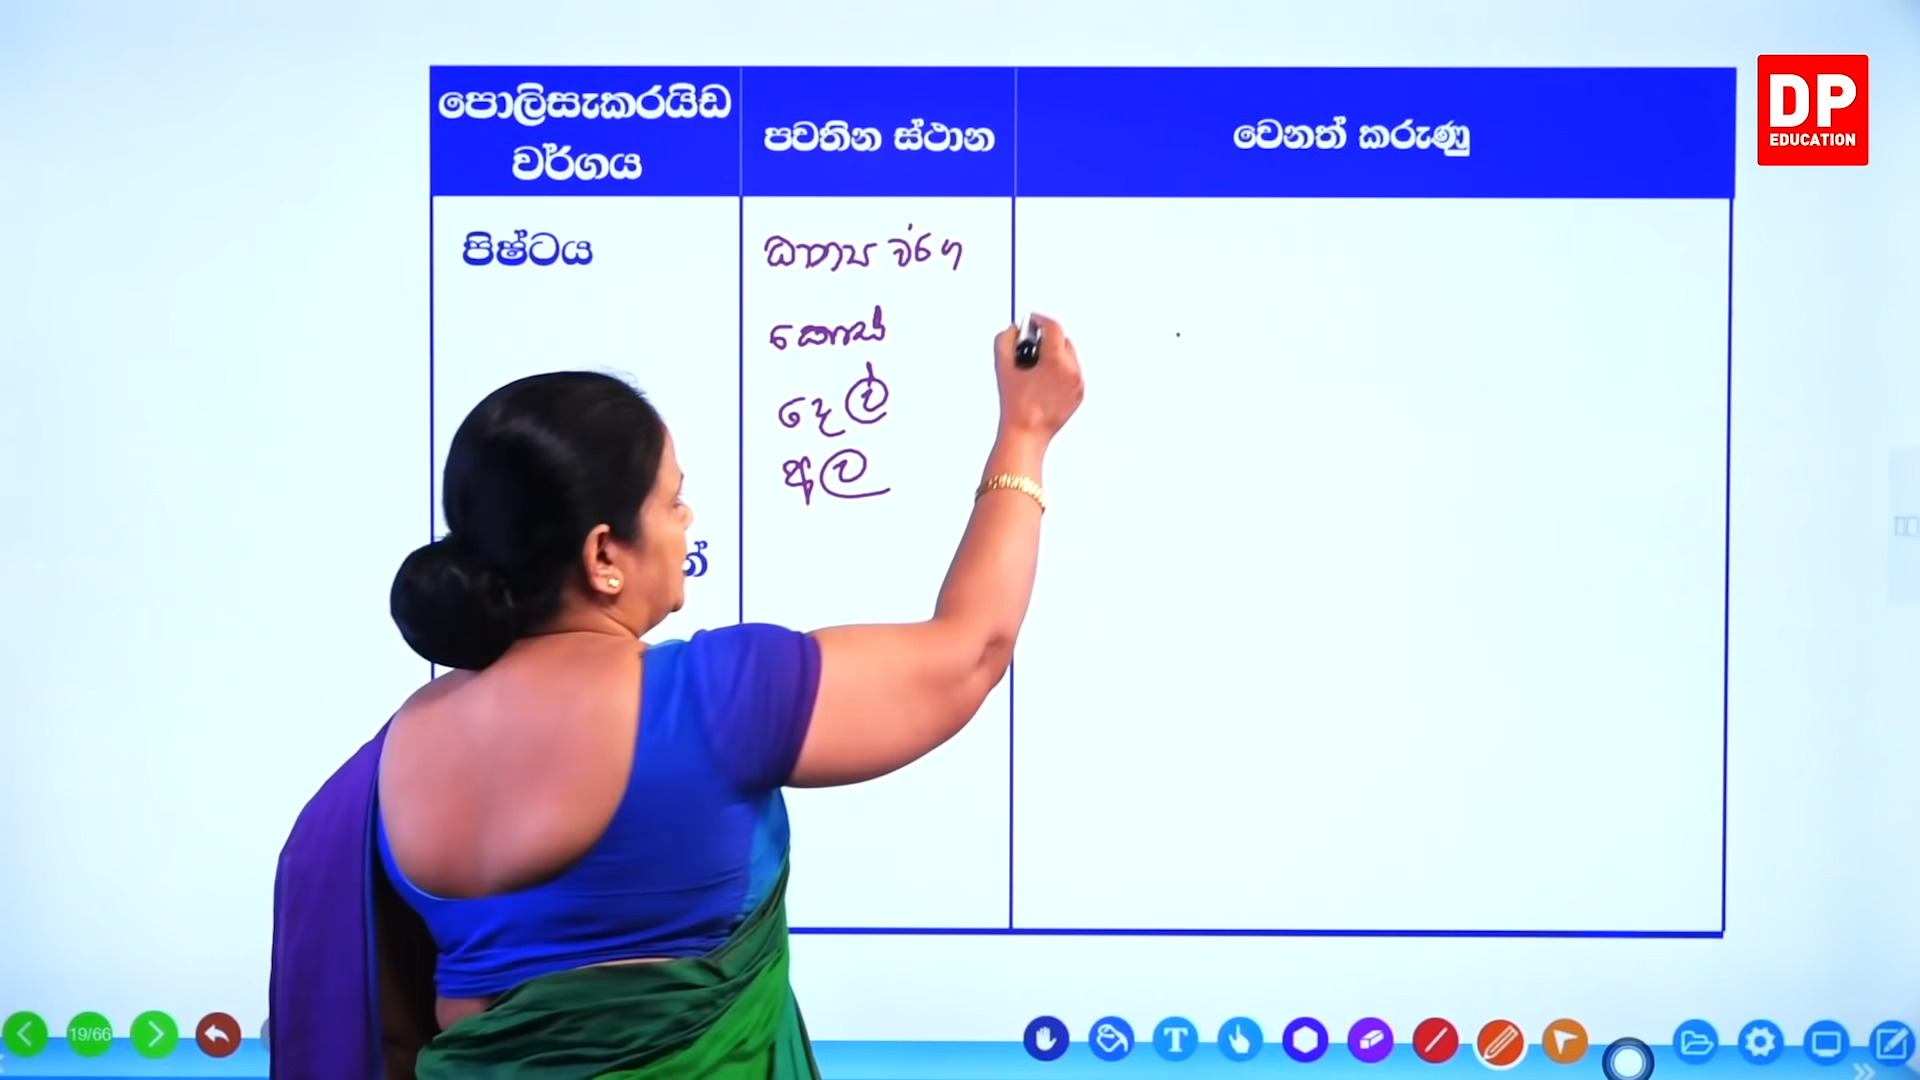 DP
EDUCATION
පොලිසැකරයිඩ
වර්ගය
පවතින ස්ථාන
වෙනත් කරුණු
පිෂ්ටය
ධාන්‍ය වර්ග
කොස්
දෙල්
අල
19/66
T